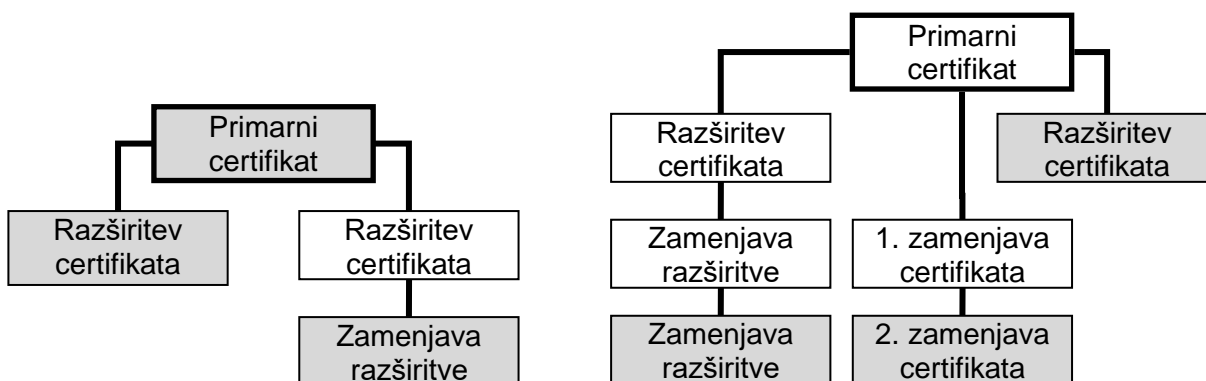 Primarni
certifikat
Razširitev
certifikata
Razširitev
certifikata
Zamenjava
razširitve
Primarni
certifikat
Razširitev
certifikata
Razširitev
certifikata
Zamenjava
razširitve
1. zamenjava
certifikata
Zamenjava
razširitve
2. zamenjava
certifikata